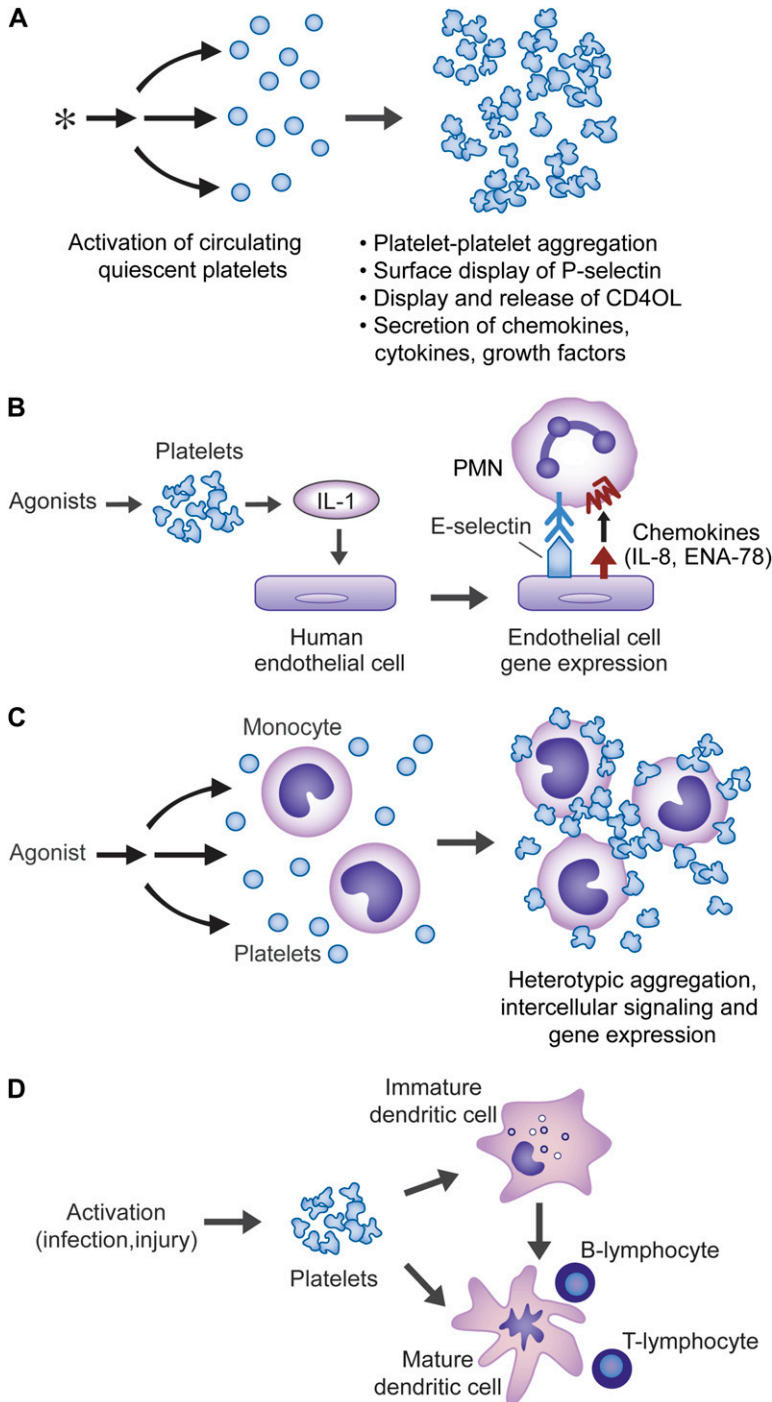 A
*
Activation of circulating
quiescent platelets
• Platelet-platelet aggregation
• Surface display of P-selectin
• Display and release of CD4OL
• Secretion of chemokines,
cytokines, growth factors
B
Platelets
Agonists
IL-1
Human
endothelial cell
PMN
E-selectin
Chemokines
(IL-8, ENA-78)
Endothelial cell
gene expression
C
Monocyte
Agonist
Platelets
Heterotypic aggregation,
intercellular signaling and
gene expression
D
Immature
dendritic cell
Activation
(infection,injury)
Platelets
B-lymphocyte
T-lymphocyte
Mature
dendritic cell